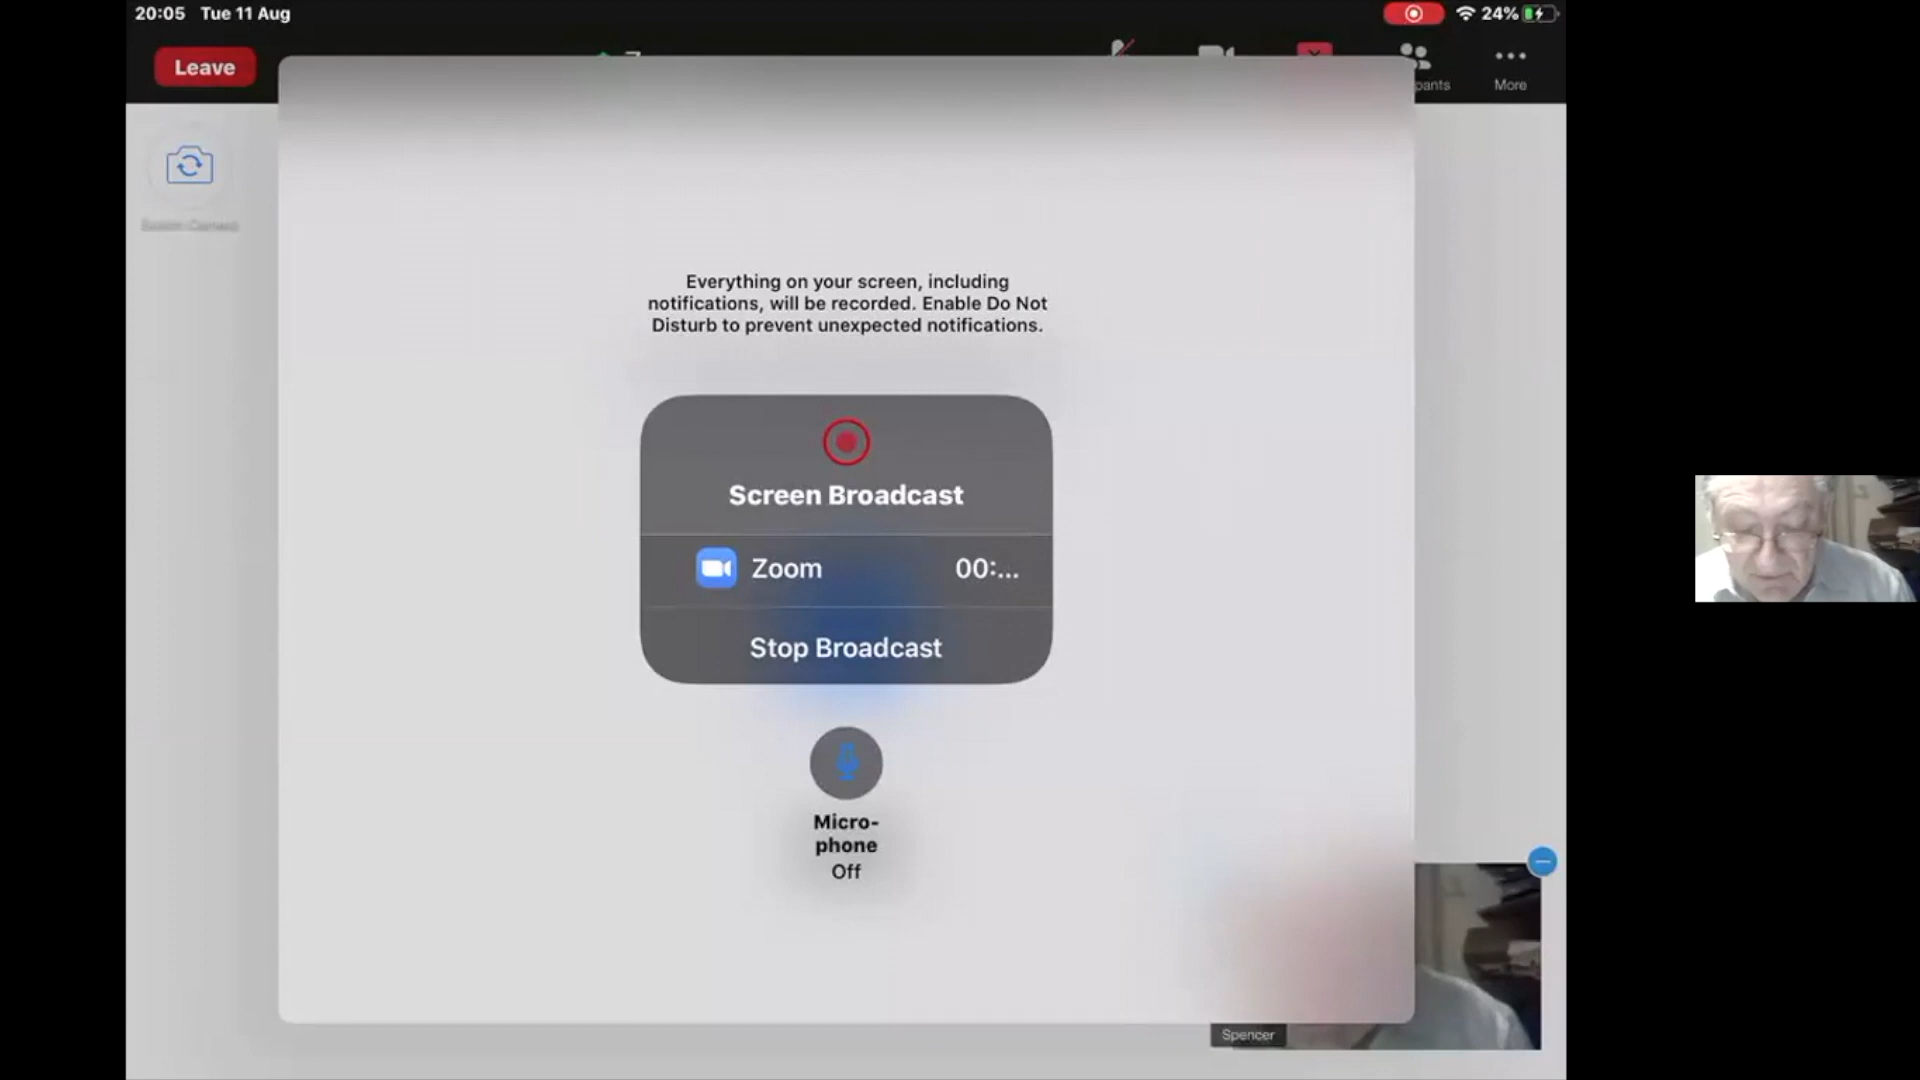 20:05 Tue 11 Aug
24%
Leave
pants
More
Everything on your screen, including
notifications, will be recorded. Enable Do Not
Disturb to prevent unexpected notifications.
Screen Broadcast
Zoom 00:...
Stop Broadcast
Micro-
phone
Off
Spencer